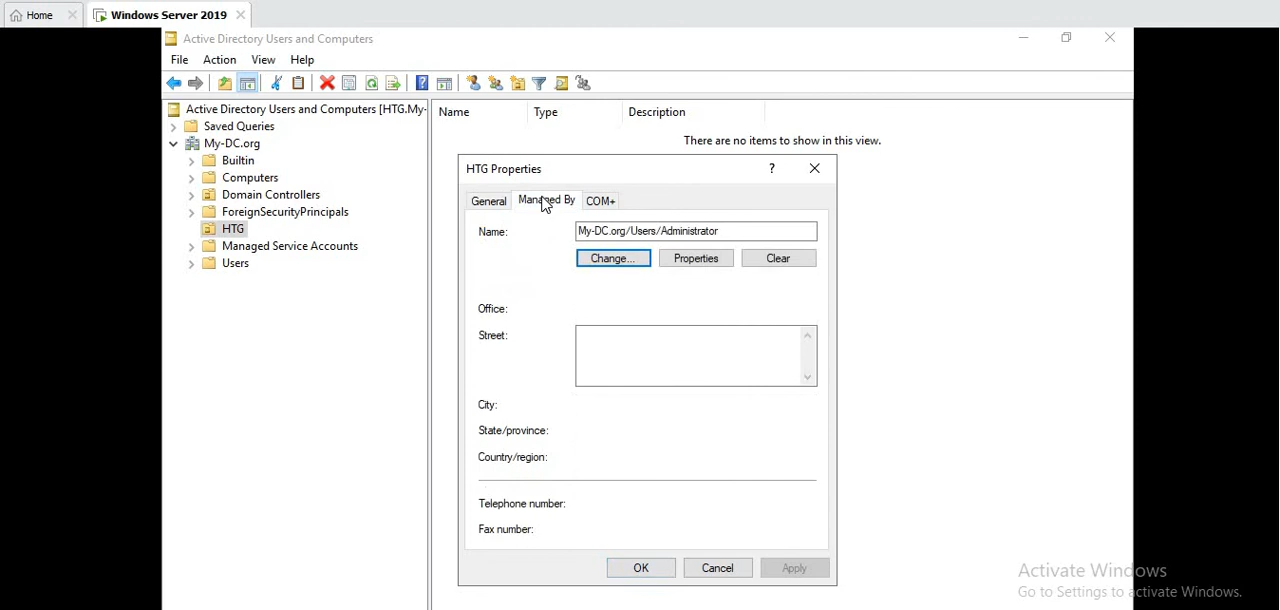 Home
Windows Server 2019
Active Directory Users and Computers
File Action View Help
Active Directory Users and Computers [HTG.My-
Saved Queries
My-DC.org
Builtin
Computers
Domain Controllers
ForeignSecurityPrincipals
HTG
Managed Service Accounts
Users
Name Type Description
There are no items to show in this view.
HTG Properties
General Managed By COM+
Name: My-DC.org/Users/Administrator
Change... Properties Clear
Office:
Street:
City:
State/province:
Country/region:
Telephone number:
Fax number:
OK Cancel Apply
Activate Windows
Go to Settings to activate Windows.